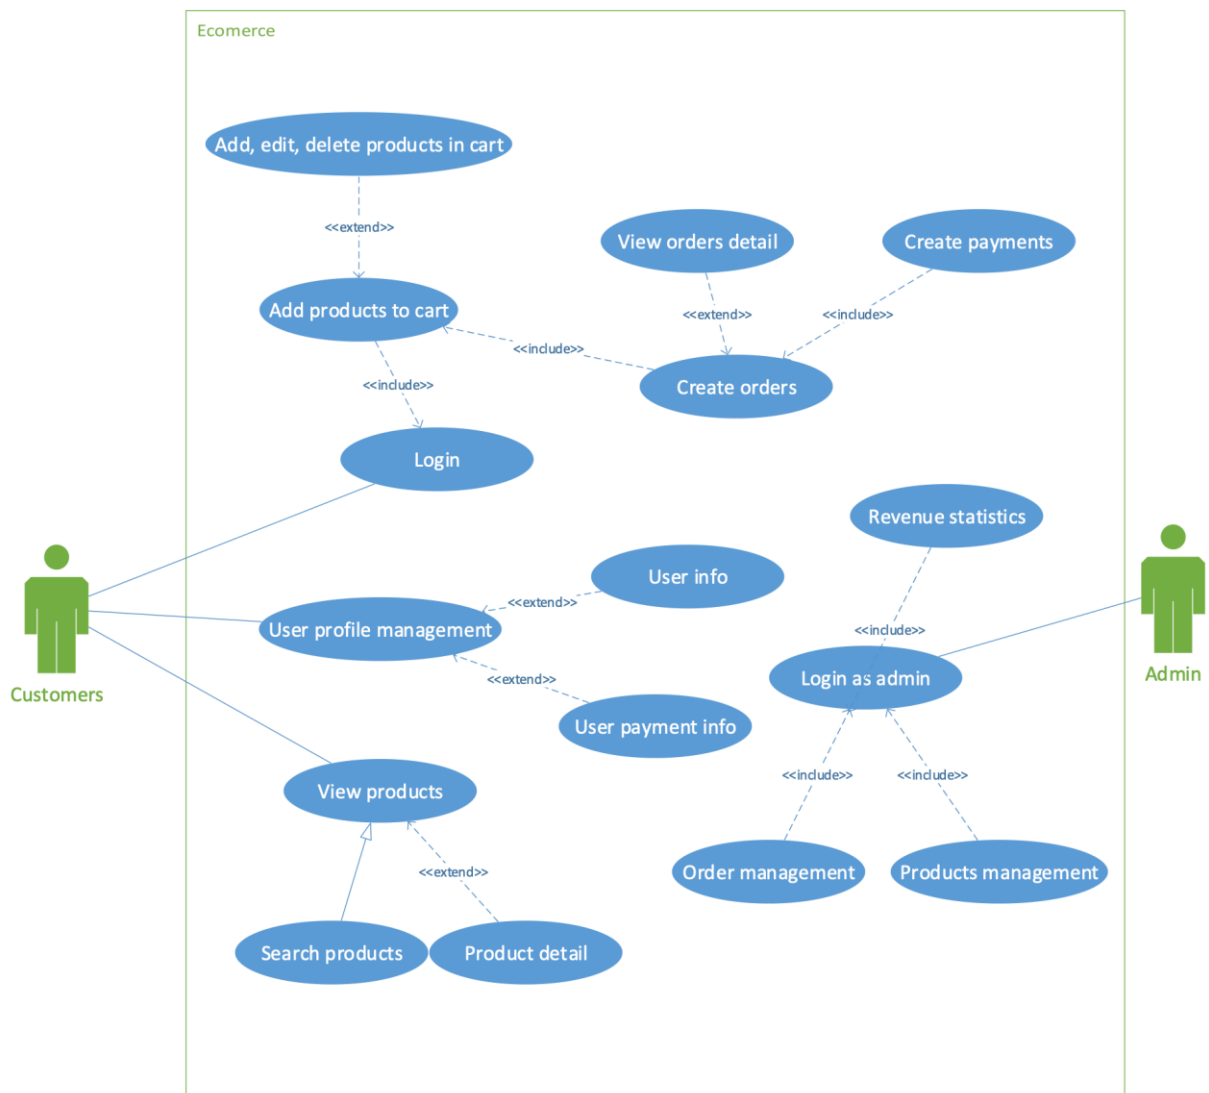 Ecomerce
Add, edit, delete products in cart
<<extend>>
View orders detail
Create payments
Add products to cart
<<extend>>
<<include>>
<<include>>
<<include>>
Create orders
Login
Revenue statistics
User info
<<extend>>
User profile management
<<include>>
Customers
<<extend>>
Login as admin
Admin
User payment info
View products
<<include>>
<<include>>
<<extend>>
Order management
Products management
Search products
Product detail